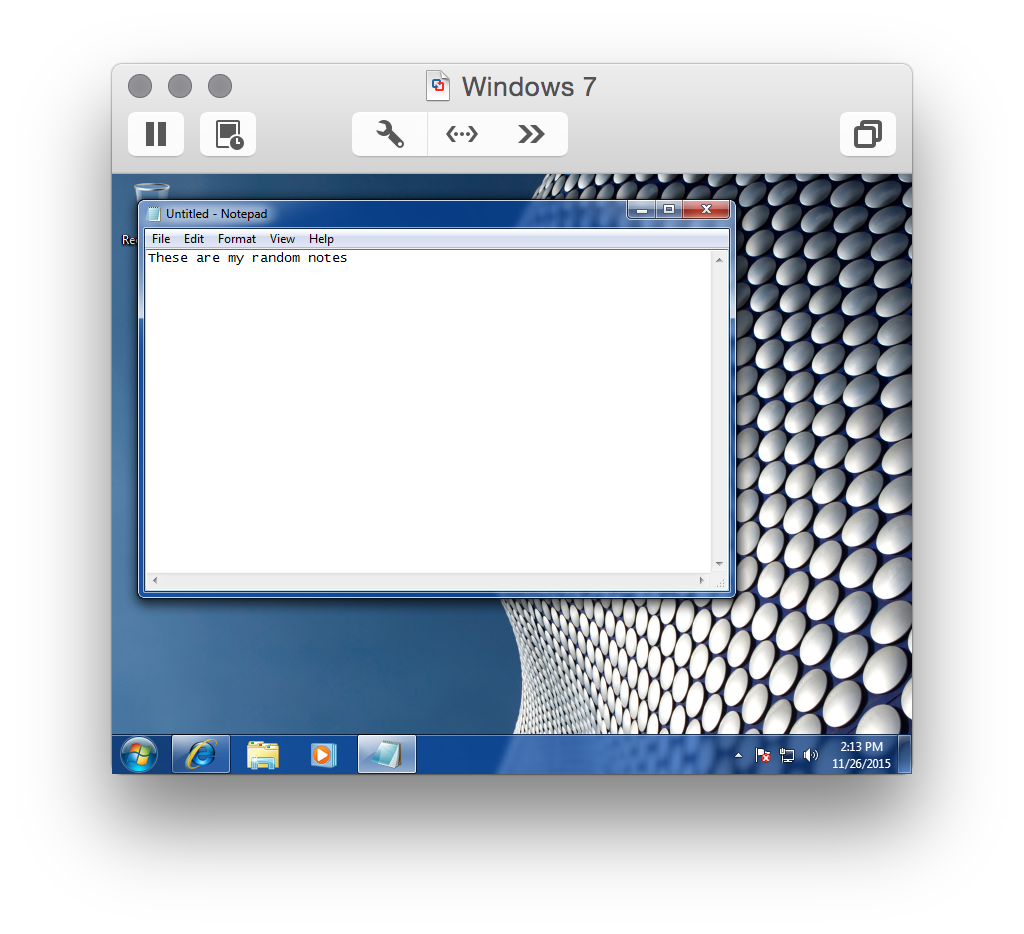 Windows 7
Untitled - Notepad
File Edit Format View Help
These are my random notes
2:13 PM
11/26/2015